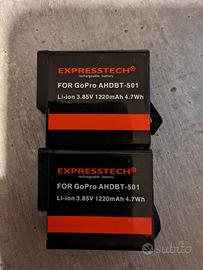 EXPRESSTECH®
rechargeable battery
FOR GoPro AHDBT-501
Li-ion 3.85V 1220mAh 4.7Wh
EXPRESSTECH®
rechargeable battery
FOR GoPro AHDBT-501
Li-ion 3.85V 1220mAh 4.7Wh
subito